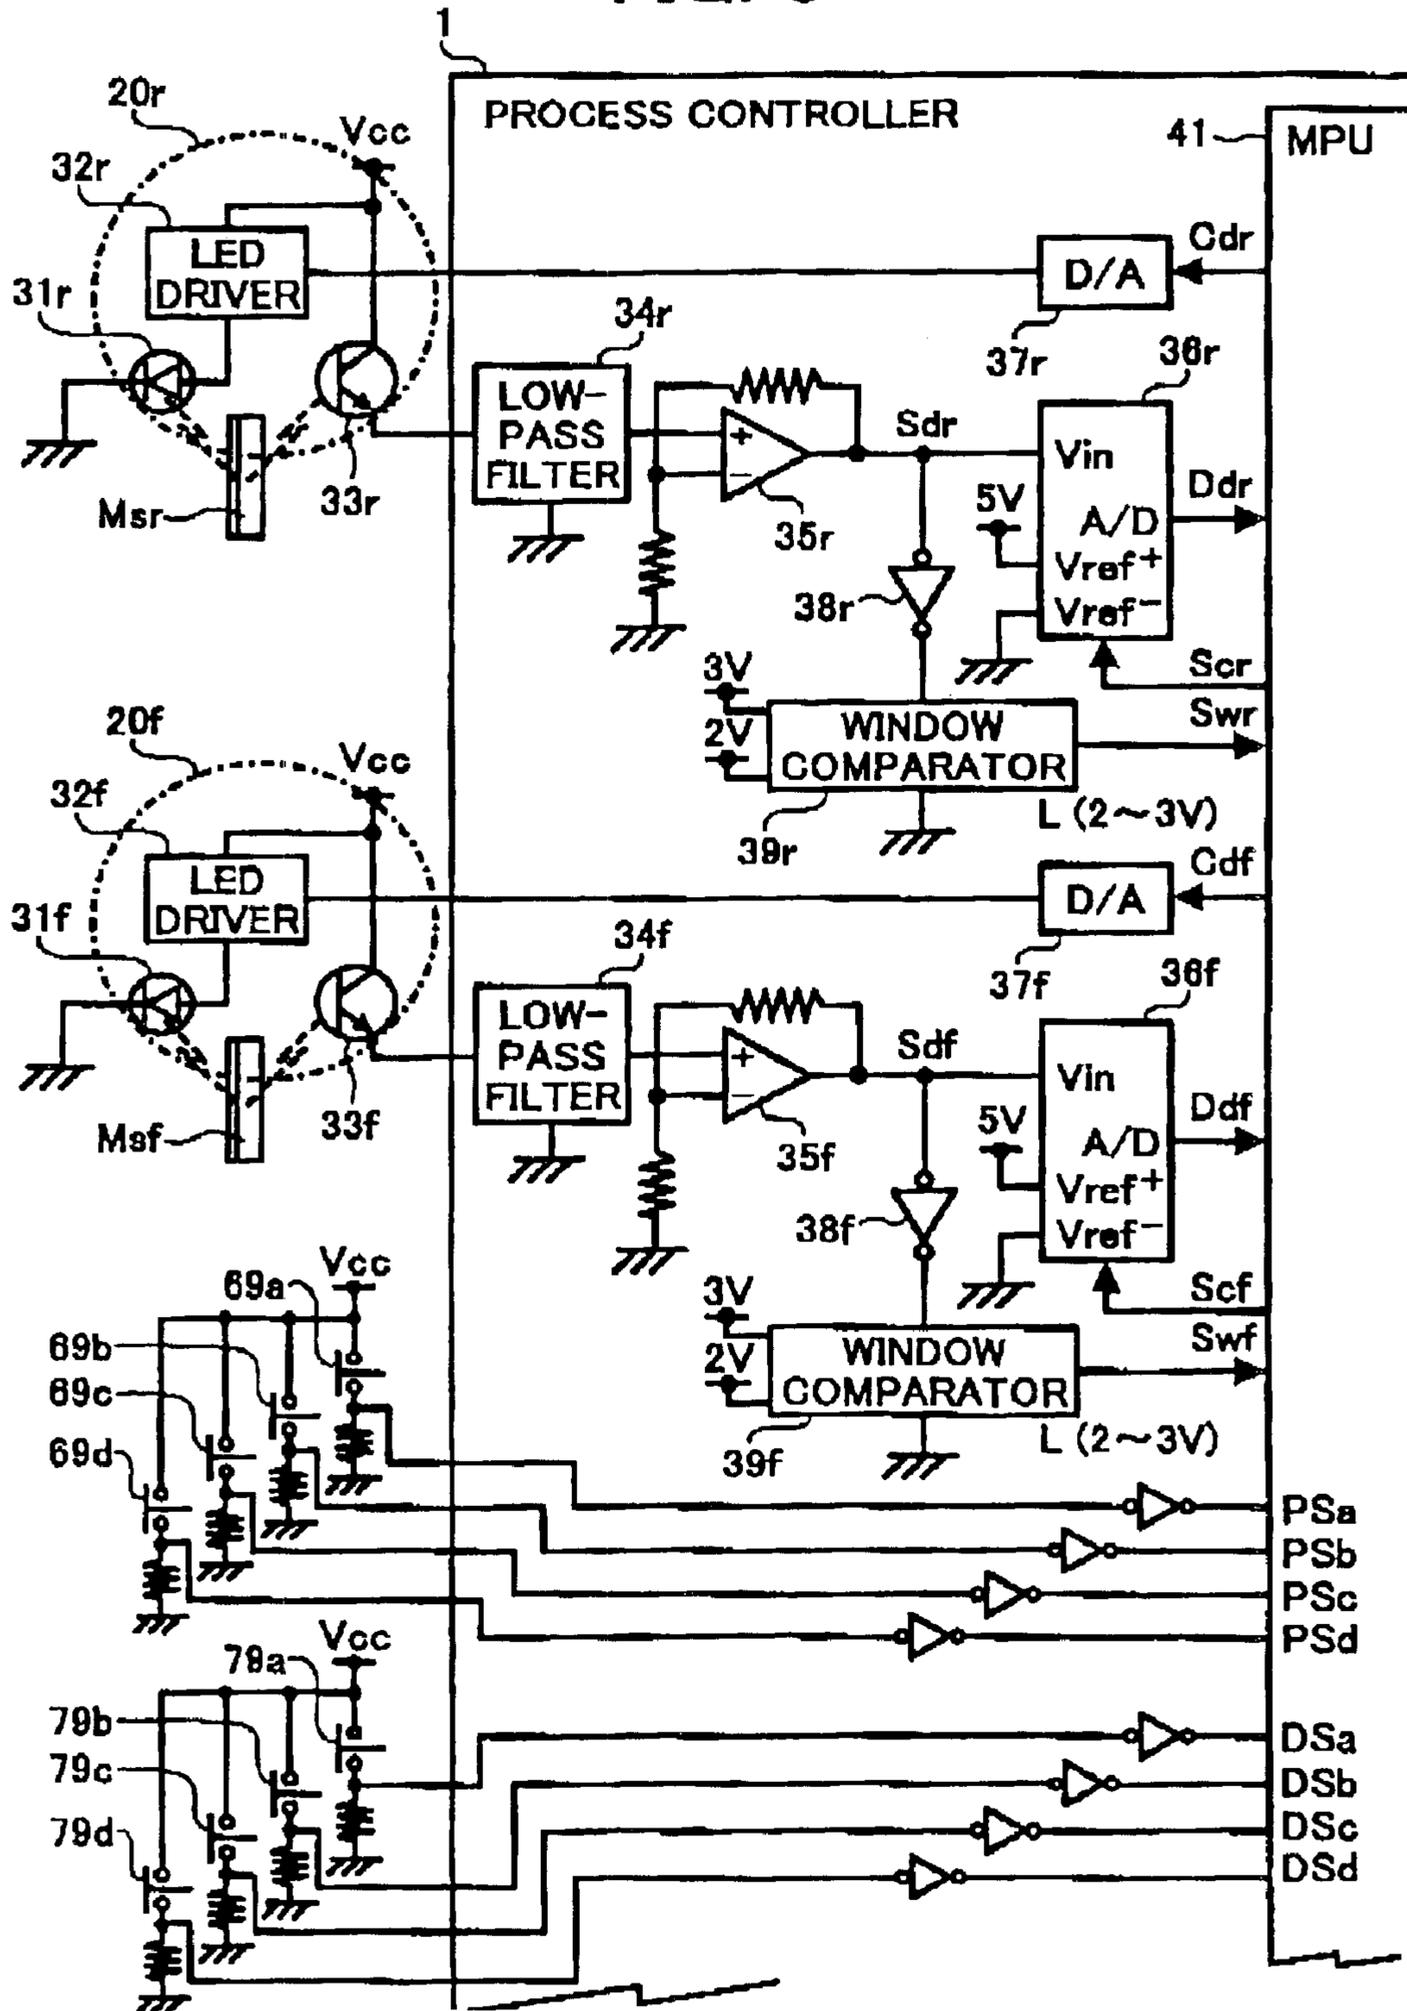 1
PROCESS CONTROLLER
41
MPU
20r
Vcc
32r
LED
DRIVER
31r
D/A
Cdr
37r
34r
LOW-
PASS
FILTER
+
−
35r
Sdr
36r
Vin
A/D
Vref+
Vref−
5V
Ddr
33r
Msr
38r
Scr
3V
2V
WINDOW
COMPARATOR
Swr
L (2～3V)
39r
20f
Vcc
32f
LED
DRIVER
31f
D/A
Cdf
37f
34f
LOW-
PASS
FILTER
+
−
35f
Sdf
36f
Vin
A/D
Vref+
Vref−
5V
Ddf
33f
Msf
38f
Scf
3V
2V
WINDOW
COMPARATOR
Swf
L (2～3V)
39f
Vcc
69a
69b
69c
69d
PSa
PSb
PSc
PSd
Vcc
79a
79b
79c
79d
DSa
DSb
DSc
DSd